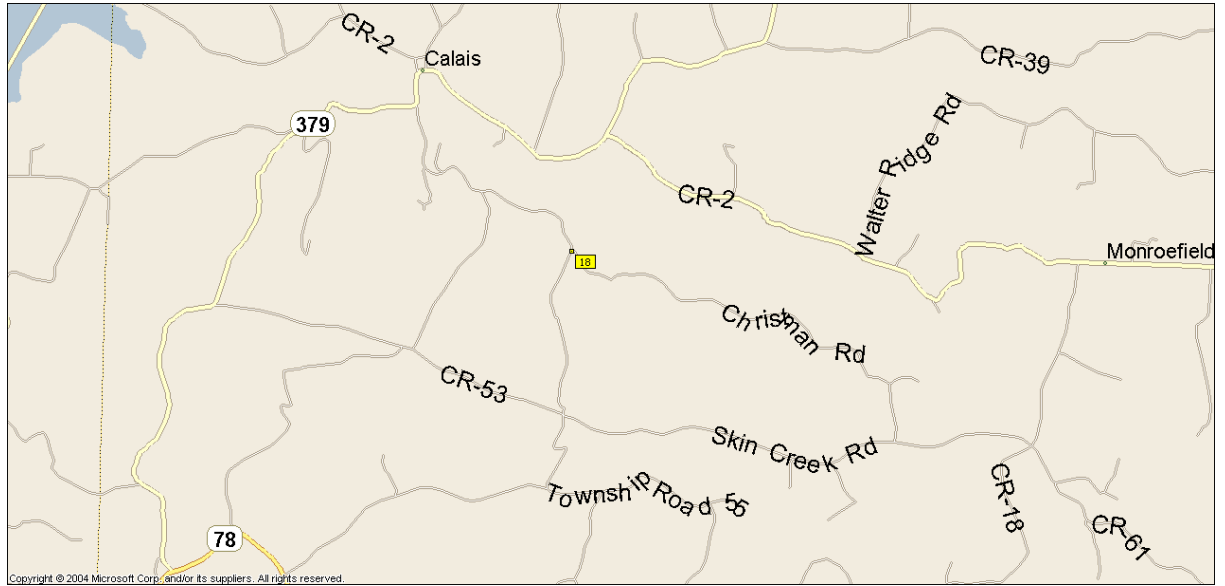 CR-2
Calais
CR-39
379
Walter Ridge Rd
CR-2
Monroefield
18
Christman Rd
CR-53
Skin Creek Rd
Township Road 55
CR-18
CR-61
78
Copyright © 2004 Microsoft Corp. and/or its suppliers. All rights reserved.